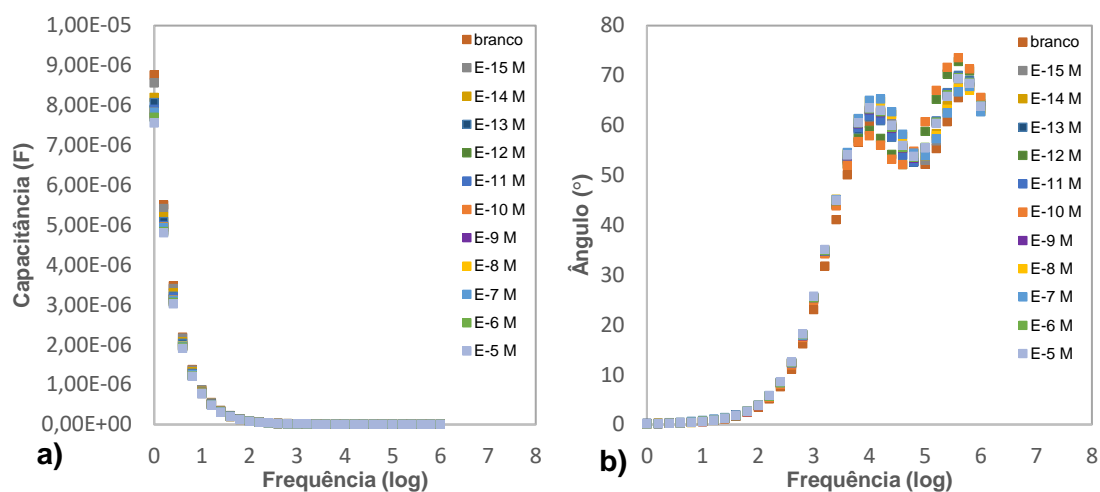 1,00E-05
9,00E-06
8,00E-06
7,00E-06
6,00E-06
5,00E-06
4,00E-06
3,00E-06
2,00E-06
1,00E-06
0,00E+00
Capacitância (F)
branco
E-15 M
E-14 M
E-13 M
E-12 M
E-11 M
E-10 M
E-9 M
E-8 M
E-7 M
E-6 M
E-5 M
0 1 2 3 4 5 6 7 8
Frequência (log)
a)
80
70
60
50
40
30
20
10
0
Ângulo (°)
branco
E-15 M
E-14 M
E-13 M
E-12 M
E-11 M
E-10 M
E-9 M
E-8 M
E-7 M
E-6 M
E-5 M
0 1 2 3 4 5 6 7 8
Frequência (log)
b)